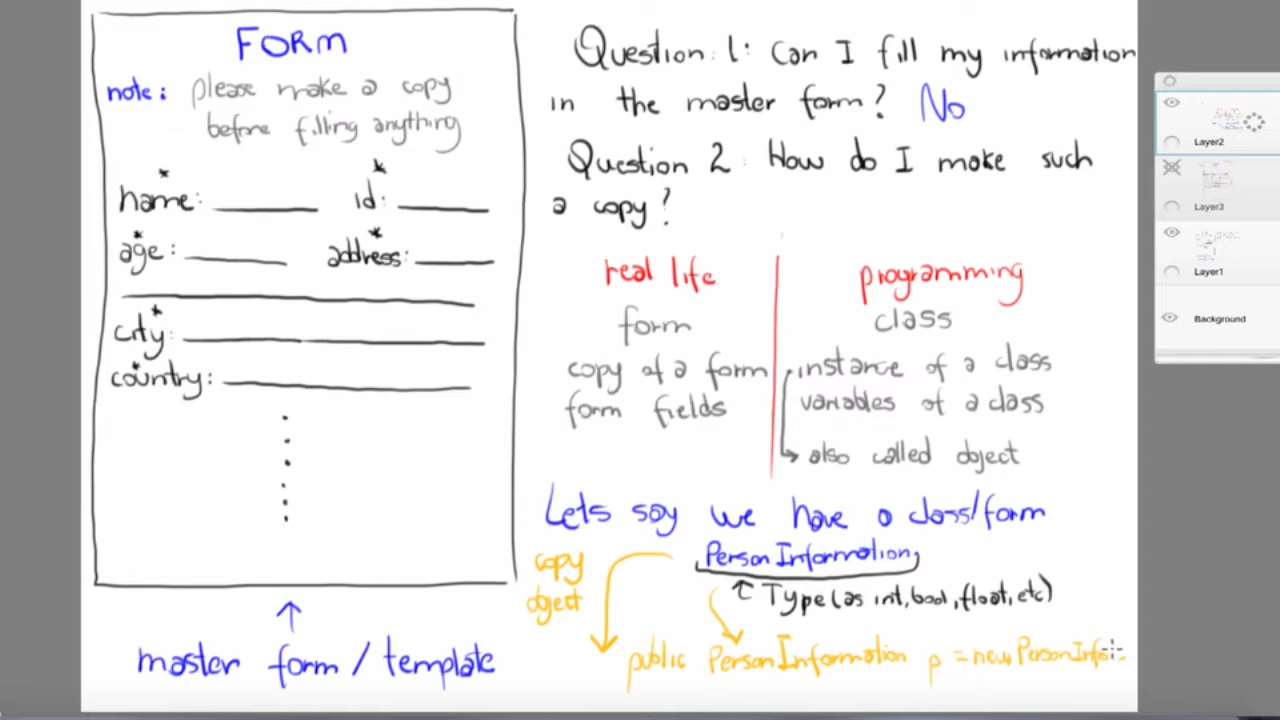 FORM
note: please make a copy
before filling anything
name: id:
age: address:
city:
country:
master form / template
Question 1: Can I fill my information
in the master form? No
Question 2: How do I make such
a copy?
real life programming
form class
copy of a form instance of a class
form fields variables of a class
also called object
Lets say we have a class/form
PersonInformation
copy
object
Type (as int, bool, float, etc)
public PersonInformation p = new PersonInfo
Layer2
Layer3
Layer1
Background